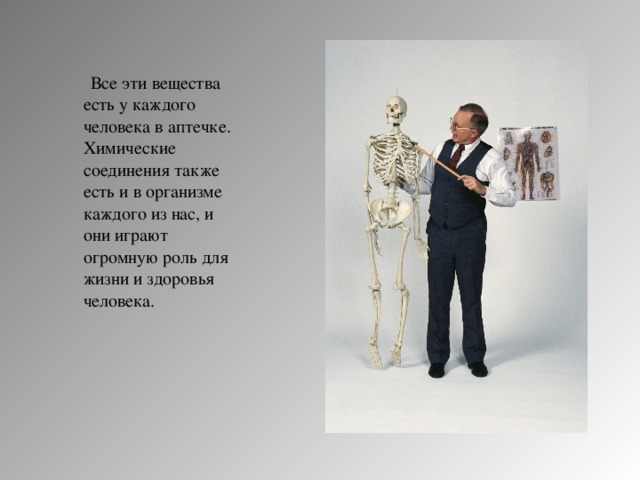 Все эти вещества
есть у каждого
человека в аптечке.
Химические
соединения также
есть и в организме
каждого из нас, и
они играют
огромную роль для
жизни и здоровья
человека.